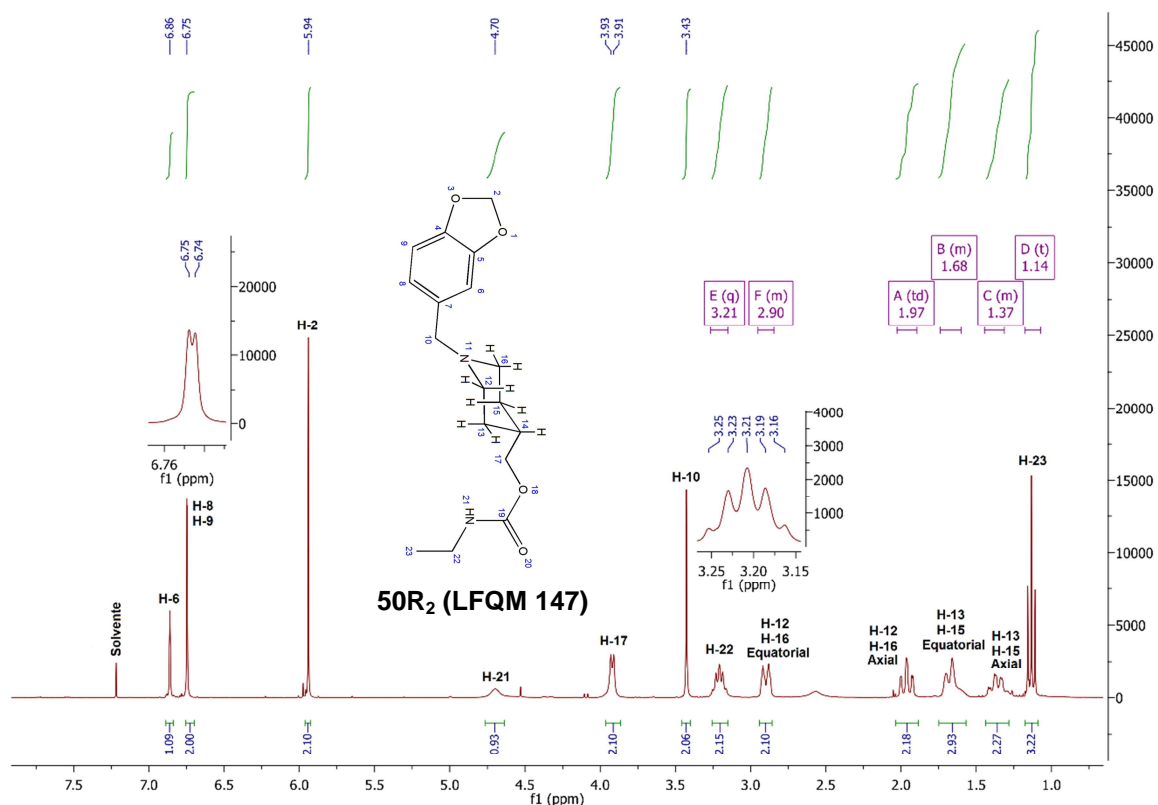 6.86
6.75
5.94
4.70
3.93
3.91
3.43
45000
40000
35000
30000
25000
20000
15000
10000
5000
0
E (q)
3.21
F (m)
2.90
A (td)
1.97
B (m)
1.68
C (m)
1.37
D (t)
1.14
6.75
6.74
20000
10000
0
6.76
f1 (ppm)
3.25
3.23
3.21
3.19
3.16
4000
3000
2000
1000
3.25 3.20 3.15
f1 (ppm)
O
3
2
O
1
4
5
9
8
6
7
10
N
11
H
16
H
H
12
H
15
H
H
14
H
13
H
H
17
O
18
HN
21
19
O
20
23
22
50R₂ (LFQM 147)
Solvente
H-6
H-8
H-9
H-2
H-21
H-17
H-10
H-22
H-12
H-16
Equatorial
H-12
H-16
Axial
H-13
H-15
Equatorial
H-13
H-15
Axial
H-23
1.09
2.00
2.10
0.93
2.10
2.06
2.15
2.10
2.18
2.93
2.27
3.22
7.5 7.0 6.5 6.0 5.5 5.0 4.5 4.0 3.5 3.0 2.5 2.0 1.5 1.0
f1 (ppm)